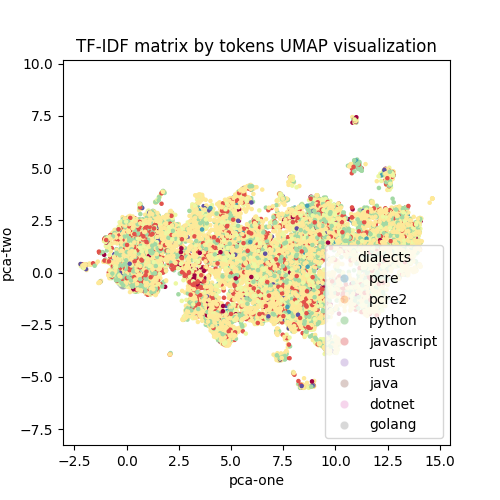 TF-IDF matrix by tokens UMAP visualization
10.0
7.5
5.0
2.5
0.0
−2.5
−5.0
−7.5
pca-two
dialects
pcre
pcre2
python
javascript
rust
java
dotnet
golang
−2.5 0.0 2.5 5.0 7.5 10.0 12.5 15.0
pca-one